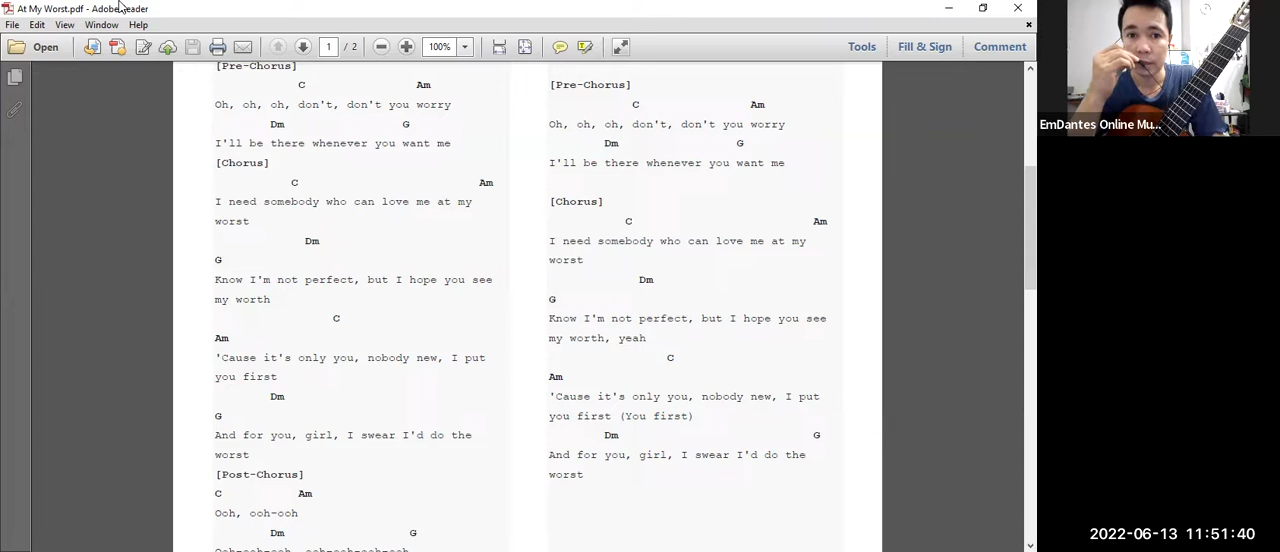 At My Worst.pdf - Adobe Reader
File Edit View Window Help
Open 1 / 2 100% Tools Fill & Sign Comment
[Pre-Chorus]
C Am
Oh, oh, oh, don't, don't you worry
Dm G
I'll be there whenever you want me
[Chorus]
C Am
I need somebody who can love me at my
worst
Dm
G
Know I'm not perfect, but I hope you see
my worth
C
Am
'Cause it's only you, nobody new, I put
you first
Dm
G
And for you, girl, I swear I'd do the
worst
[Post-Chorus]
C Am
Ooh, ooh-ooh
Dm G
Ooh-ooh-ooh, ooh-ooh-ooh-ooh
[Pre-Chorus]
C Am
Oh, oh, oh, don't, don't you worry
Dm G
I'll be there whenever you want me
[Chorus]
C Am
I need somebody who can love me at my
worst
Dm
G
Know I'm not perfect, but I hope you see
my worth, yeah
C
Am
'Cause it's only you, nobody new, I put
you first (You first)
Dm G
And for you, girl, I swear I'd do the
worst
EmDantes Online Mu...
2022-06-13 11:51:40